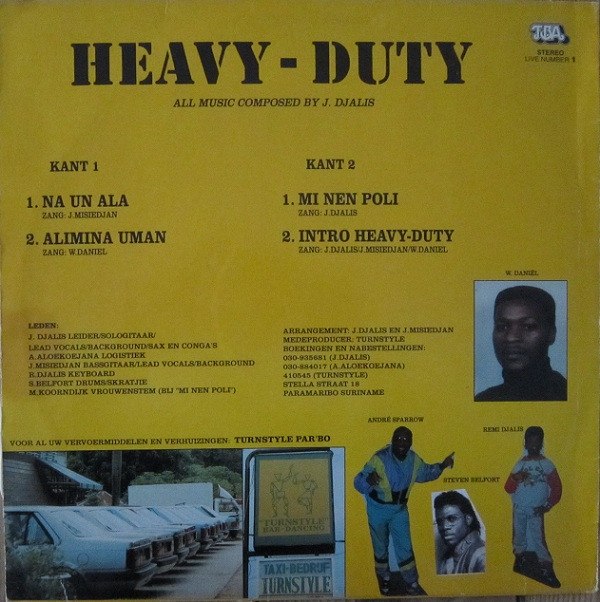 HEAVY-DUTY
TBA
STEREO
LIVE NUMBER 1
ALL MUSIC COMPOSED BY J. DJALIS
KANT 1
1. NA UN ALA
ZANG: J.MISIEDJAN
2. ALIMINA UMAN
ZANG: W.DANIEL
KANT 2
1. MI NEN POLI
ZANG: J.DJALIS
2. INTRO HEAVY-DUTY
ZANG: J.DJALIS/J.MISIEDJAN/W.DANIEL
W. DANIËL
LEDEN:
J. DJALIS LEIDER/SOLOGITAAR/
LEAD VOCALS/BACKGROUND/SAX EN CONGA'S
A.ALOEKOEJANA LOGISTIEK
J.MISIEDJAN BASSGITAAR/LEAD VOCALS/BACKGROUND
R.DJALIS KEYBOARD
S.BELFORT DRUMS/SKRATJIE
M.KOORNDIJK VROUWENSTEM (BIJ "MI NEN POLI")
ARRANGEMENT: J.DJALIS EN J.MISIEDJAN
MEDEPRODUCER: TURNSTYLE
BOEKINGEN EN NABESTELLINGEN:
030-935681 (J.DJALIS)
030-884017 (A.ALOEKOEJANA)
410545 (TURNSTYLE)
STELLA STRAAT 18
PARAMARIBO SURINAME
VOOR AL UW VERVOERMIDDELEN EN VERHUIZINGEN: TURNSTYLE PAR'BO
ANDRÉ SPARROW
REMI DJALIS
STEVEN BELFORT
"TURNSTYLE"
BAR-DANCING
TAXI-BEDRIJF
TURNSTYLE